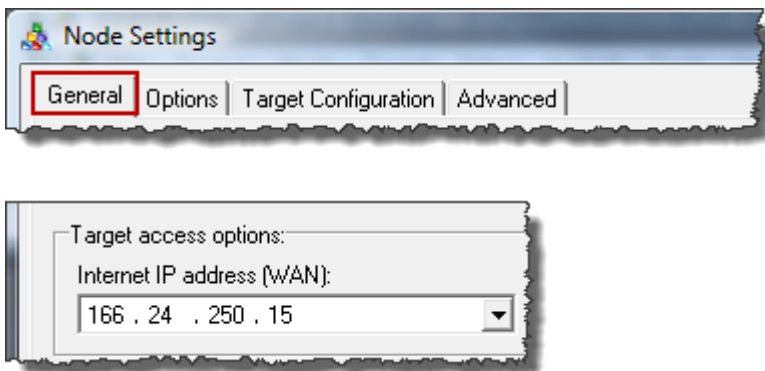 Node Settings
General Options Target Configuration Advanced
Target access options:
Internet IP address (WAN):
166 . 24 . 250 . 15